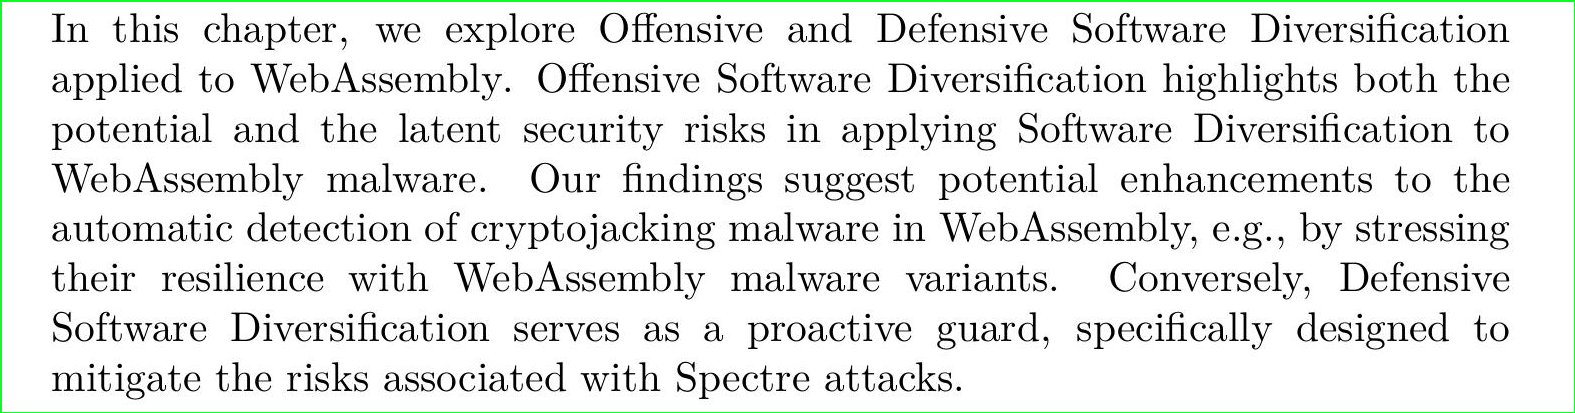 In this chapter, we explore Offensive and Defensive Software Diversification
applied to WebAssembly. Offensive Software Diversification highlights both the
potential and the latent security risks in applying Software Diversification to
WebAssembly malware. Our findings suggest potential enhancements to the
automatic detection of cryptojacking malware in WebAssembly, e.g., by stressing
their resilience with WebAssembly malware variants. Conversely, Defensive
Software Diversification serves as a proactive guard, specifically designed to
mitigate the risks associated with Spectre attacks.